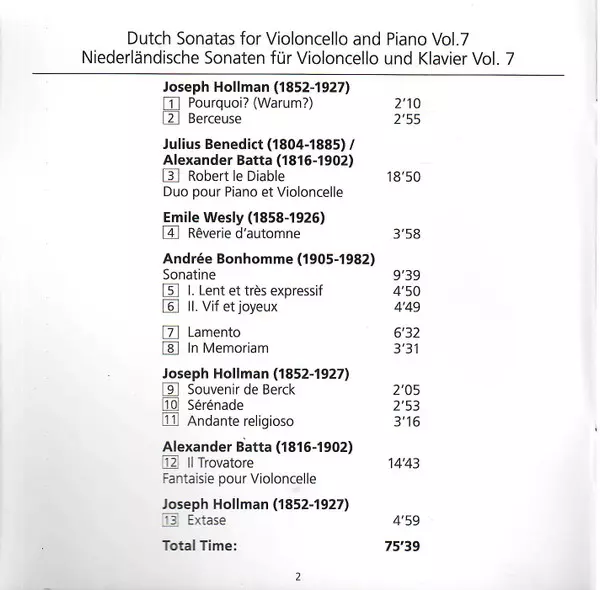 Dutch Sonatas for Violoncello and Piano Vol.7
Niederländische Sonaten für Violoncello und Klavier Vol. 7
Joseph Hollman (1852-1927)
1 Pourquoi? (Warum?) 2'10
2 Berceuse 2'55
Julius Benedict (1804-1885) /
Alexander Batta (1816-1902)
3 Robert le Diable 18'50
Duo pour Piano et Violoncelle
Emile Wesly (1858-1926)
4 Rêverie d'automne 3'58
Andrée Bonhomme (1905-1982)
Sonatine 9'39
5 I. Lent et très expressif 4'50
6 II. Vif et joyeux 4'49
7 Lamento 6'32
8 In Memoriam 3'31
Joseph Hollman (1852-1927)
9 Souvenir de Berck 2'05
10 Sérénade 2'53
11 Andante religioso 3'16
Alexander Batta (1816-1902)
12 Il Trovatore 14'43
Fantaisie pour Violoncelle
Joseph Hollman (1852-1927)
13 Extase 4'59
Total Time: 75'39
2